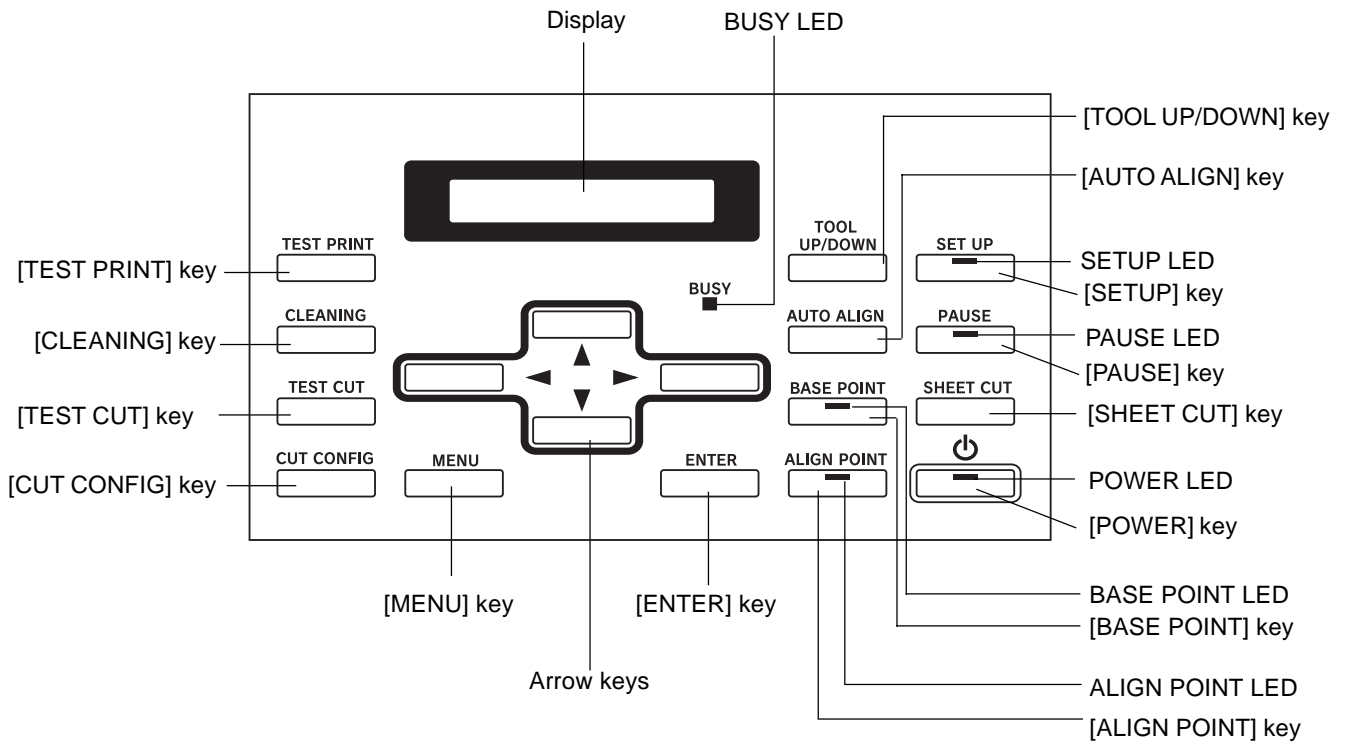 Display
BUSY LED
[TOOL UP/DOWN] key
[AUTO ALIGN] key
TOOL
UP/DOWN
TEST PRINT
SET UP
[TEST PRINT] key
SETUP LED
[SETUP] key
BUSY
CLEANING
AUTO ALIGN
PAUSE
[CLEANING] key
PAUSE LED
[PAUSE] key
TEST CUT
BASE POINT
SHEET CUT
[TEST CUT] key
[SHEET CUT] key
CUT CONFIG
MENU
ENTER
ALIGN POINT
[CUT CONFIG] key
POWER LED
[POWER] key
[MENU] key
[ENTER] key
BASE POINT LED
[BASE POINT] key
Arrow keys
ALIGN POINT LED
[ALIGN POINT] key